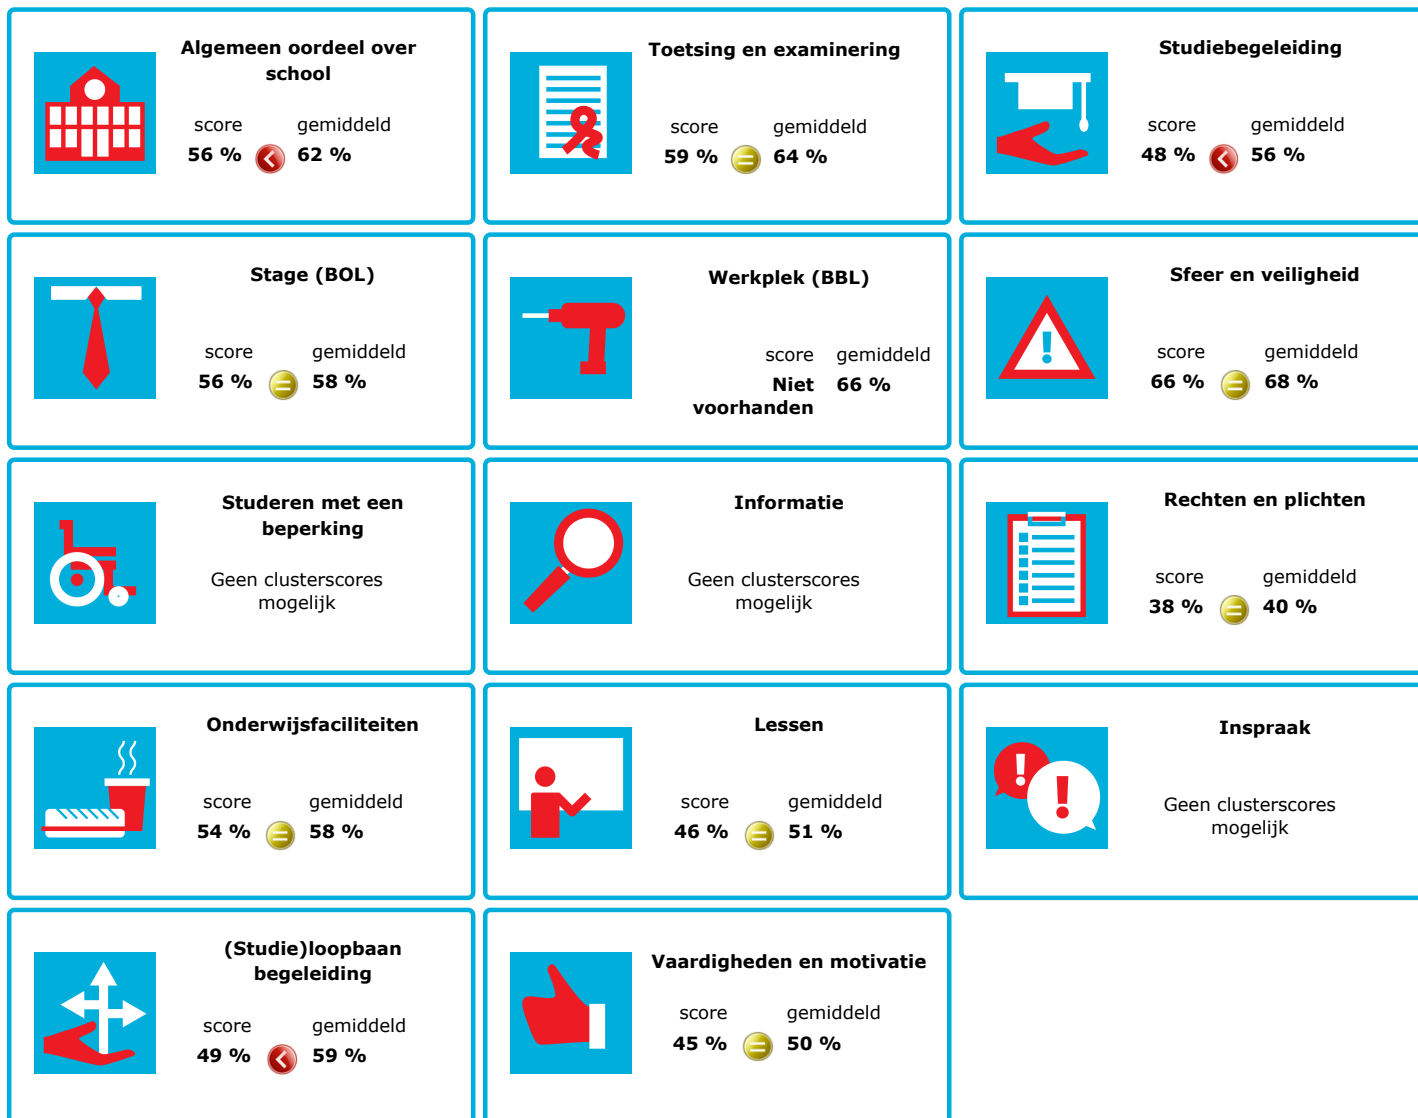 Algemeen oordeel over
school
score gemiddeld
56 % 62 %
Toetsing en examinering
score gemiddeld
59 % = 64 %
Studiebegeleiding
score gemiddeld
48 % 56 %
Stage (BOL)
score gemiddeld
56 % = 58 %
Werkplek (BBL)
score gemiddeld
Niet 66 %
voorhanden
Sfeer en veiligheid
!
score gemiddeld
66 % = 68 %
Studeren met een
beperking
Geen clusterscores
mogelijk
Informatie
Geen clusterscores
mogelijk
Rechten en plichten
score gemiddeld
38 % = 40 %
Onderwijsfaciliteiten
score gemiddeld
54 % = 58 %
Lessen
score gemiddeld
46 % = 51 %
Inspraak
! !
Geen clusterscores
mogelijk
(Studie)loopbaan
begeleiding
score gemiddeld
49 % 59 %
Vaardigheden en motivatie
score gemiddeld
45 % = 50 %